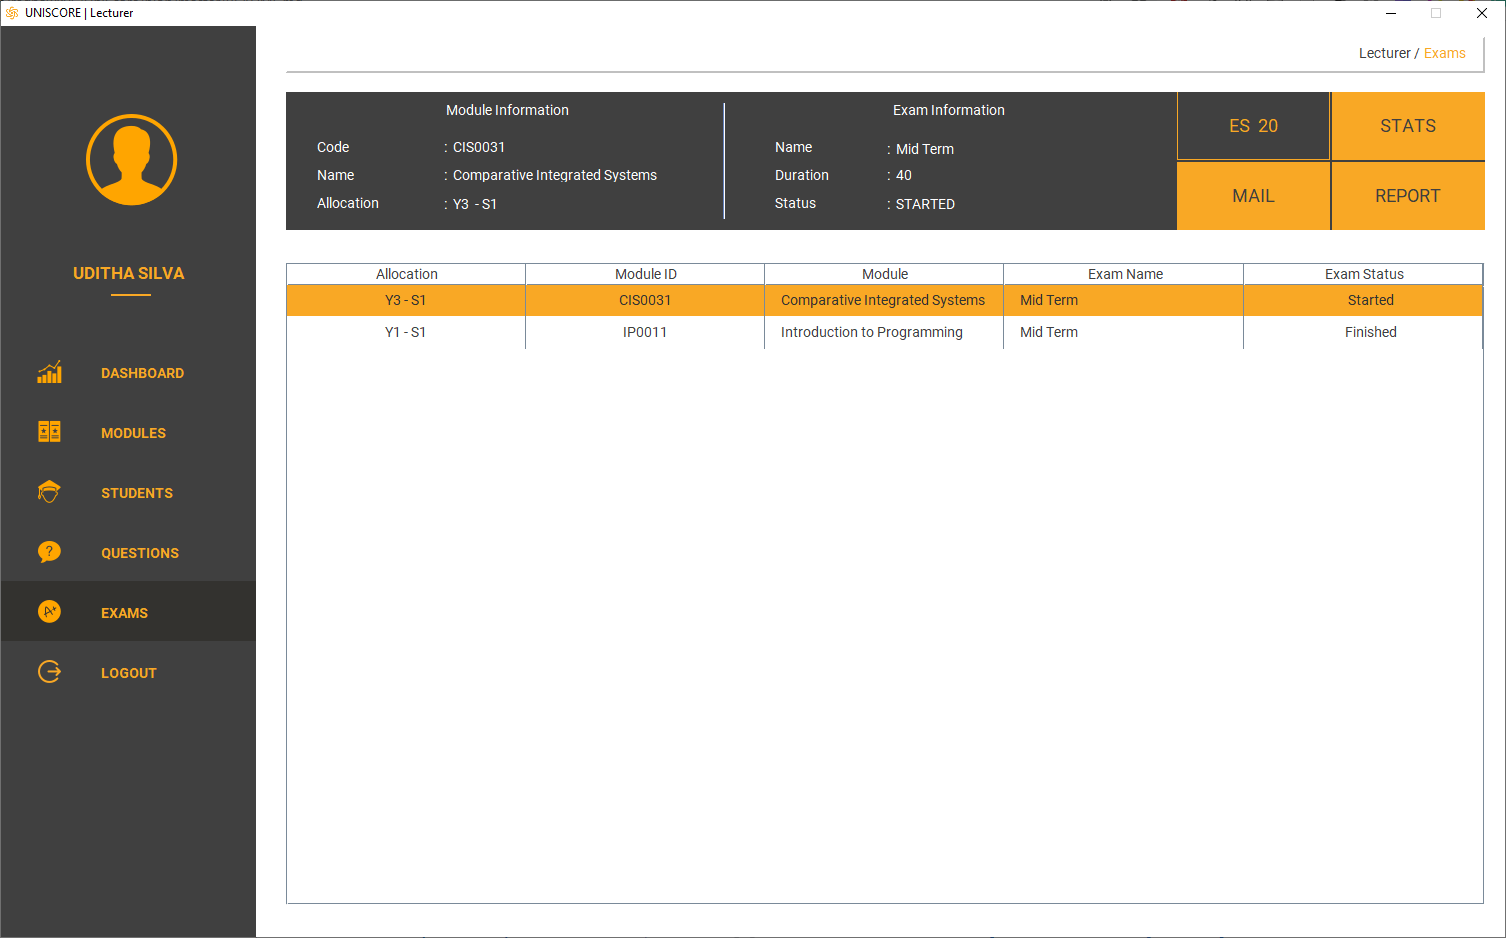 UNISCORE | Lecturer
Lecturer / Exams
UDITHA SILVA
DASHBOARD
MODULES
STUDENTS
QUESTIONS
EXAMS
LOGOUT
Module Information
Code : CIS0031
Name : Comparative Integrated Systems
Allocation : Y3 - S1
Exam Information
Name : Mid Term
Duration : 40
Status : STARTED
ES 20
STATS
MAIL
REPORT
Allocation Module ID Module Exam Name Exam Status
Y3 - S1 CIS0031 Comparative Integrated Systems Mid Term Started
Y1 - S1 IP0011 Introduction to Programming Mid Term Finished